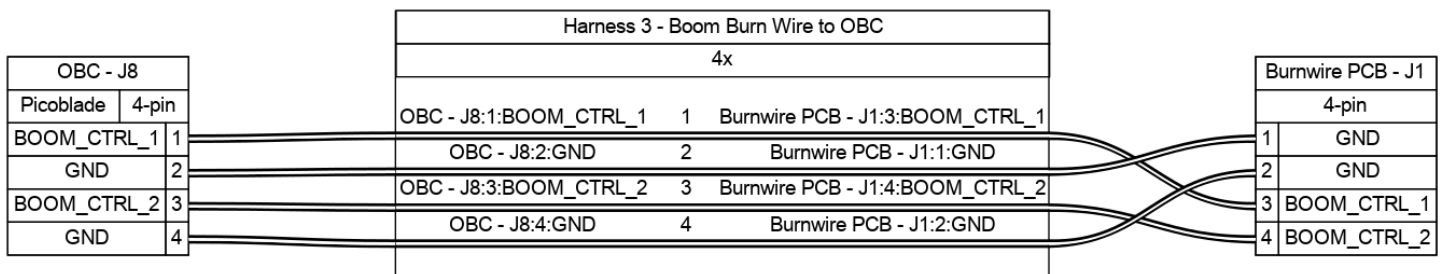 Harness 3 - Boom Burn Wire to OBC
4x
OBC - J8
Picoblade 4-pin
BOOM_CTRL_1 1
GND 2
BOOM_CTRL_2 3
GND 4
OBC - J8:1:BOOM_CTRL_1 1 Burnwire PCB - J1:3:BOOM_CTRL_1
OBC - J8:2:GND 2 Burnwire PCB - J1:1:GND
OBC - J8:3:BOOM_CTRL_2 3 Burnwire PCB - J1:4:BOOM_CTRL_2
OBC - J8:4:GND 4 Burnwire PCB - J1:2:GND
Burnwire PCB - J1
4-pin
1 GND
2 GND
3 BOOM_CTRL_1
4 BOOM_CTRL_2